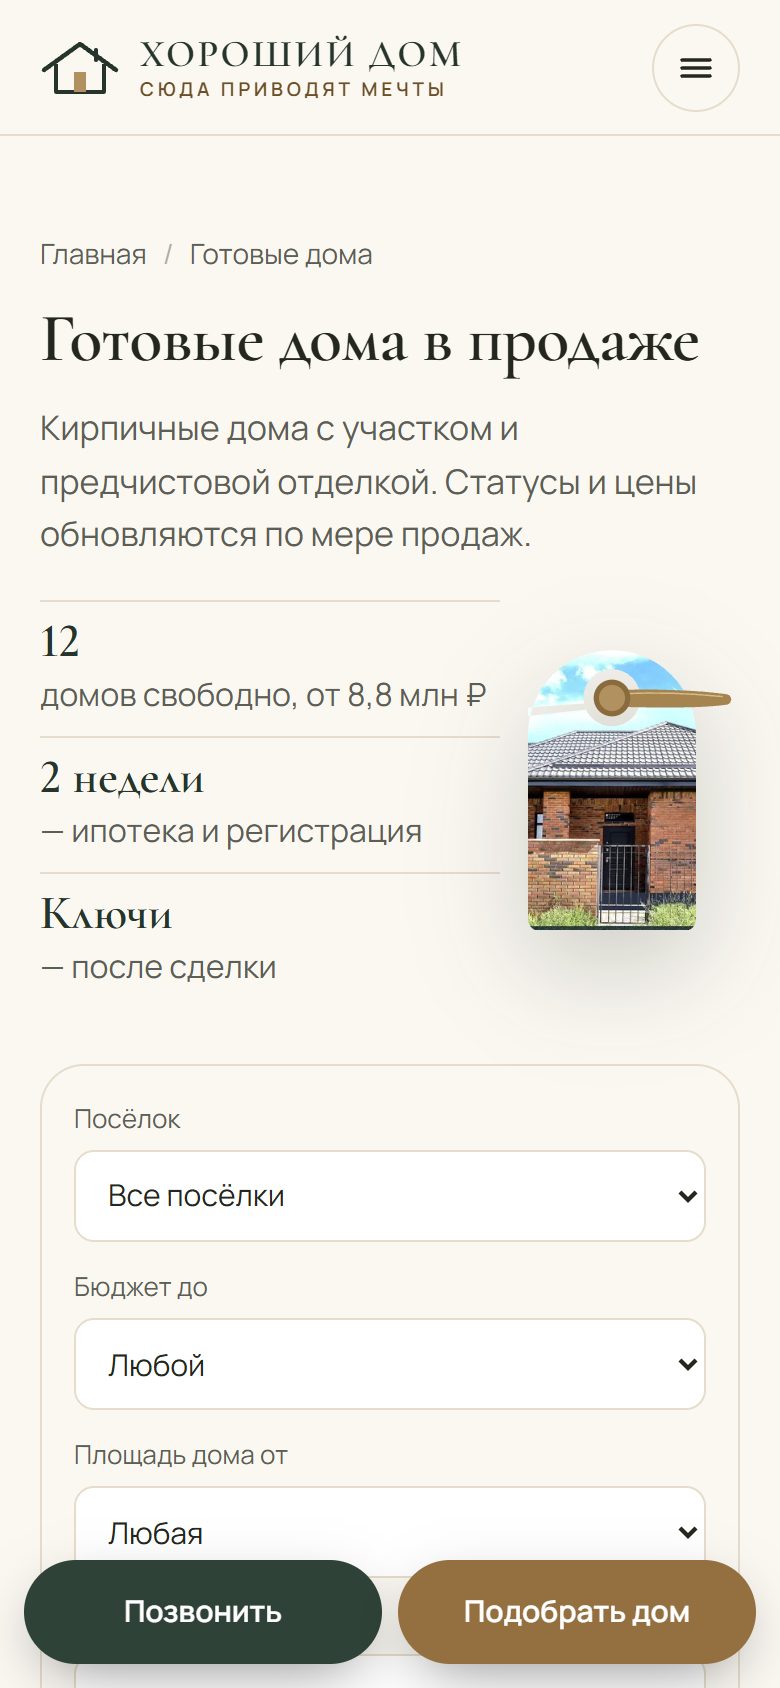 ХОРОШИЙ ДОМ
СЮДА ПРИВОДЯТ МЕЧТЫ
Главная / Готовые дома
Готовые дома в продаже
Кирпичные дома с участком и
предчистовой отделкой. Статусы и цены
обновляются по мере продаж.
12
домов свободно, от 8,8 млн ₽
2 недели
— ипотека и регистрация
Ключи
— после сделки
Посёлок
Все посёлки
Бюджет до
Любой
Площадь дома от
Любая
Позвонить
Подобрать дом